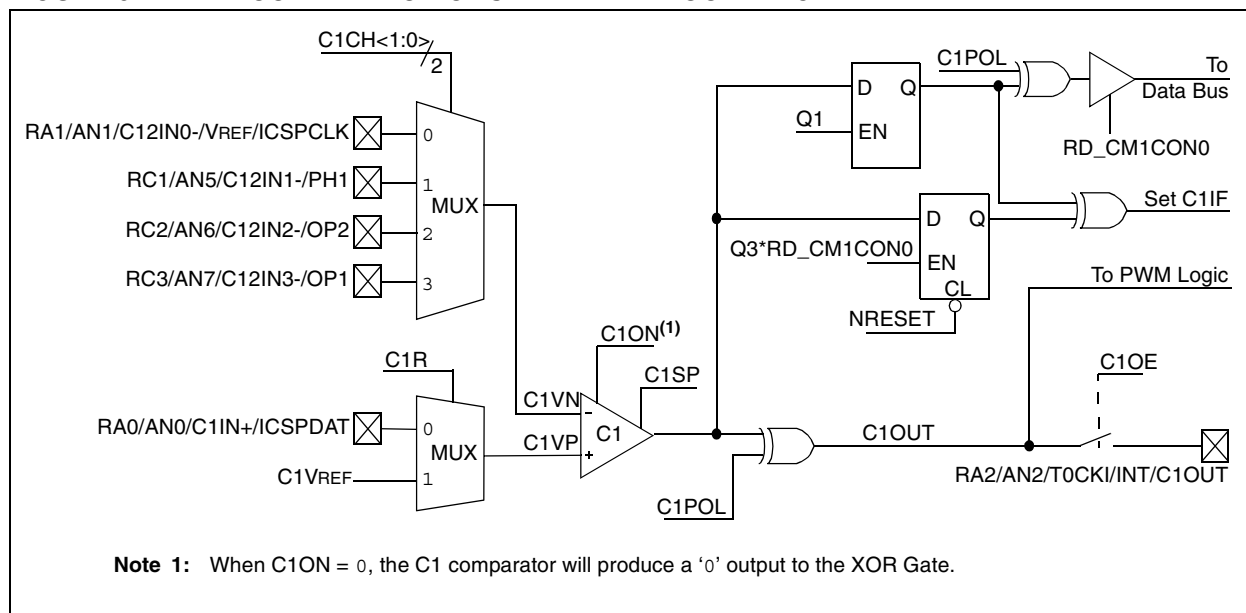 C1CH<1:0>
2
RA1/AN1/C12IN0-/VREF/ICSPCLK
0
RC1/AN5/C12IN1-/PH1
1
MUX
RC2/AN6/C12IN2-/OP2
2
RC3/AN7/C12IN3-/OP1
3
C1R
RA0/AN0/C1IN+/ICSPDAT
0
MUX
C1VREF
1
C1ON(1)
C1SP
C1VN
-
C1
C1VP
+
D Q
Q1
EN
C1POL
To
Data Bus
RD_CM1CON0
D Q
Q3*RD_CM1CON0
EN
CL
NRESET
Set C1IF
To PWM Logic
C1OE
C1OUT
C1POL
RA2/AN2/T0CKI/INT/C1OUT
Note 1: When C1ON = 0, the C1 comparator will produce a ‘0’ output to the XOR Gate.